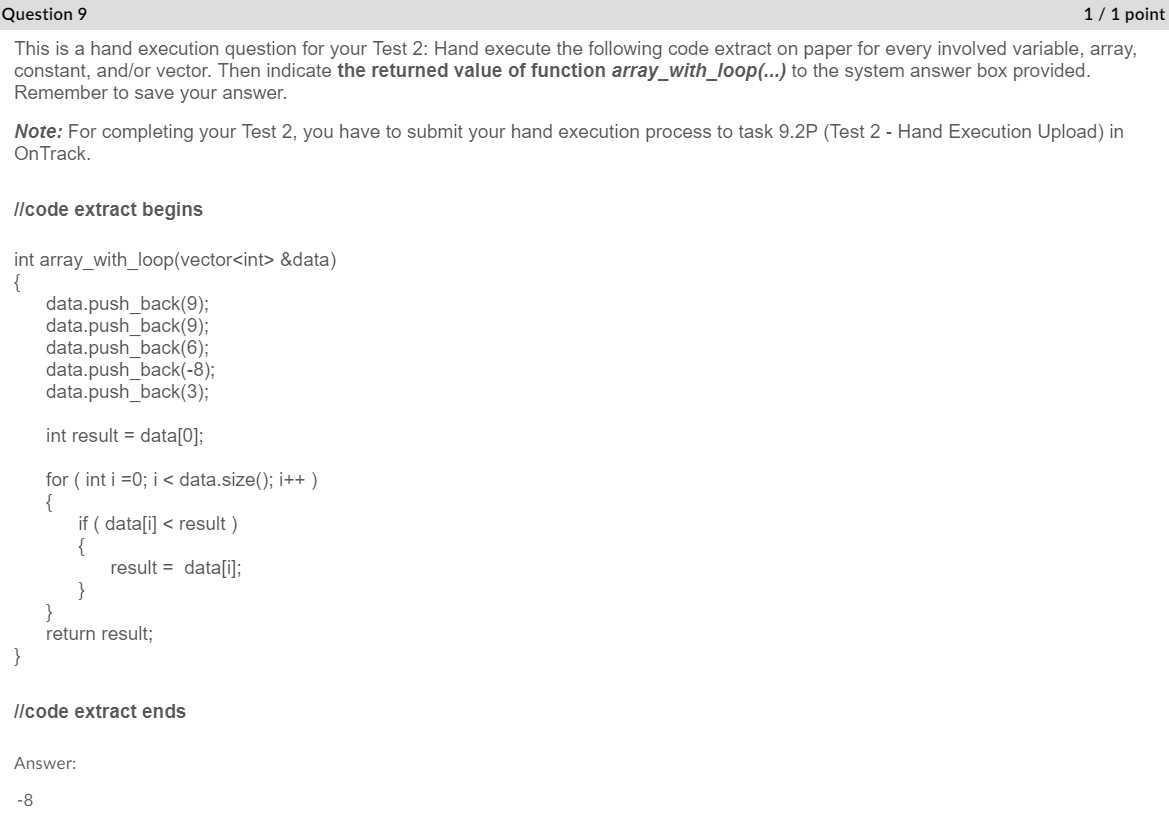 Question 9
1 / 1 point
This is a hand execution question for your Test 2: Hand execute the following code extract on paper for every involved variable, array,
constant, and/or vector. Then indicate the returned value of function array_with_loop(...) to the system answer box provided.
Remember to save your answer.
Note: For completing your Test 2, you have to submit your hand execution process to task 9.2P (Test 2 - Hand Execution Upload) in
OnTrack.
//code extract begins
int array_with_loop(vector<int> &data)
{
data.push_back(9);
data.push_back(9);
data.push_back(6);
data.push_back(-8);
data.push_back(3);
int result = data[0];
for ( int i =0; i < data.size(); i++ )
{
if ( data[i] < result )
{
result =  data[i];
}
}
return result;
}
//code extract ends
Answer:
-8